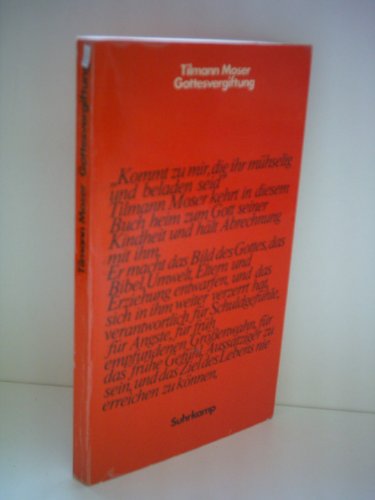 Tilmann Moser
Gottesvergiftung
„Kommt zu mir, die ihr mühselig
und beladen seid“
Tilmann Moser kehrt in diesem
Buch heim zum Gott seiner
Kindheit und hält Abrechnung
mit ihm.
Er macht das Bild des Gottes, das
Bibel, Umwelt, Eltern und
Erziehung entwarfen, und das
sich in ihm weiter verzerrt hat,
verantwortlich für Schuldgefühle,
für Ängste, für früh
empfundenen Größenwahn, für
das frühe Gefühl, Aussätziger zu
sein, und das Ziel des Lebens nie
erreichen zu können.
Suhrkamp
Tilmann Moser Gottesvergiftung